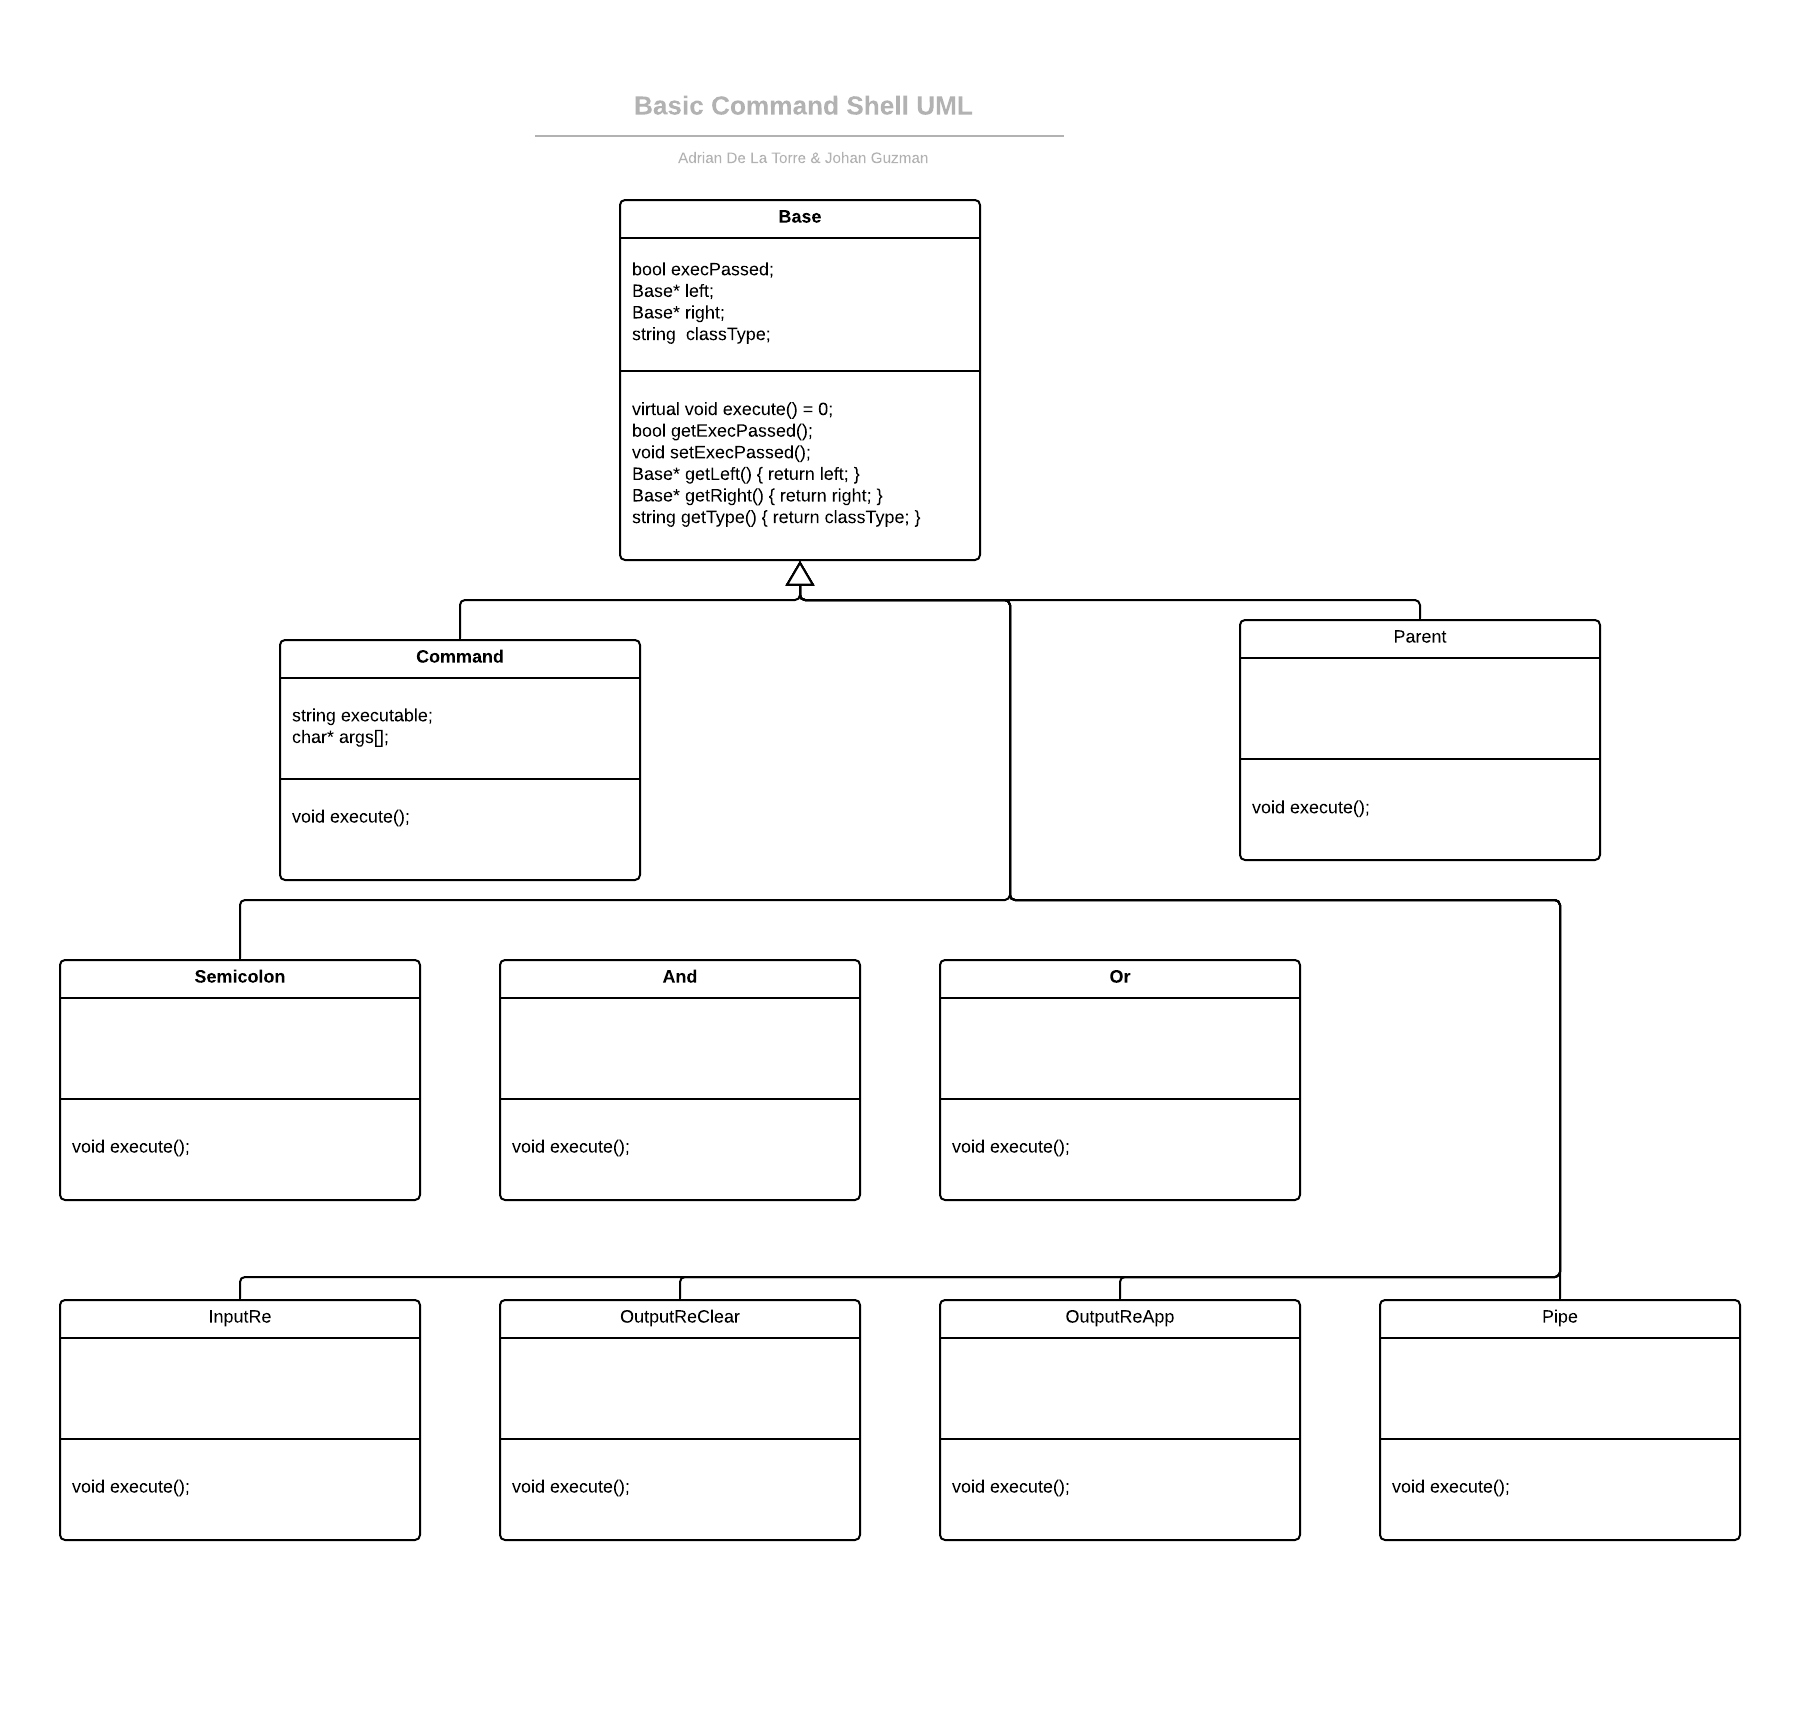 Basic Command Shell UML
Adrian De La Torre & Johan Guzman
Base
bool execPassed;
Base* left;
Base* right;
string  classType;
virtual void execute() = 0;
bool getExecPassed();
void setExecPassed();
Base* getLeft() { return left; }
Base* getRight() { return right; }
string getType() { return classType; }
Command
string executable;
char* args[];
void execute();
Parent
void execute();
Semicolon
void execute();
And
void execute();
Or
void execute();
InputRe
void execute();
OutputReClear
void execute();
OutputReApp
void execute();
Pipe
void execute();